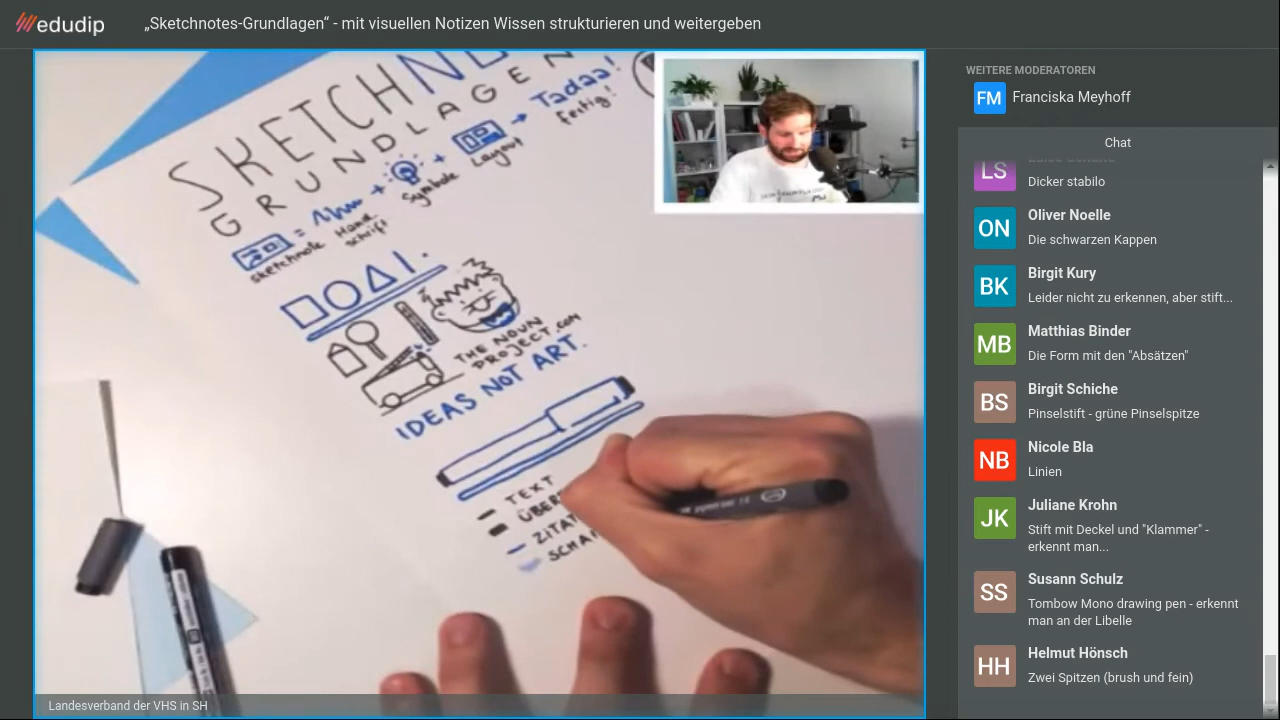 edudip
„Sketchnotes-Grundlagen“ - mit visuellen Notizen Wissen strukturieren und weitergeben
SKETCHNO
GRUNDLAGEN
sketchnote
=
Hand
schrift
+
Symbole
+
Layout
Tadaa!
fertig!
THE NOUN
PROJECT.COM
IDEAS NOT ART.
TEXT
ÜBER
ZITAT
SCHAT
Landesverband der VHS in SH
WEITERE MODERATOREN
FM
Franciska Meyhoff
Chat
LS
Dicker stabilo
ON
Oliver Noelle
Die schwarzen Kappen
BK
Birgit Kury
Leider nicht zu erkennen, aber stift...
MB
Matthias Binder
Die Form mit den "Absätzen"
BS
Birgit Schiche
Pinselstift - grüne Pinselspitze
NB
Nicole Bla
Linien
JK
Juliane Krohn
Stift mit Deckel und "Klammer" -
erkennt man...
SS
Susann Schulz
Tombow Mono drawing pen - erkennt
man an der Libelle
HH
Helmut Hönsch
Zwei Spitzen (brush und fein)